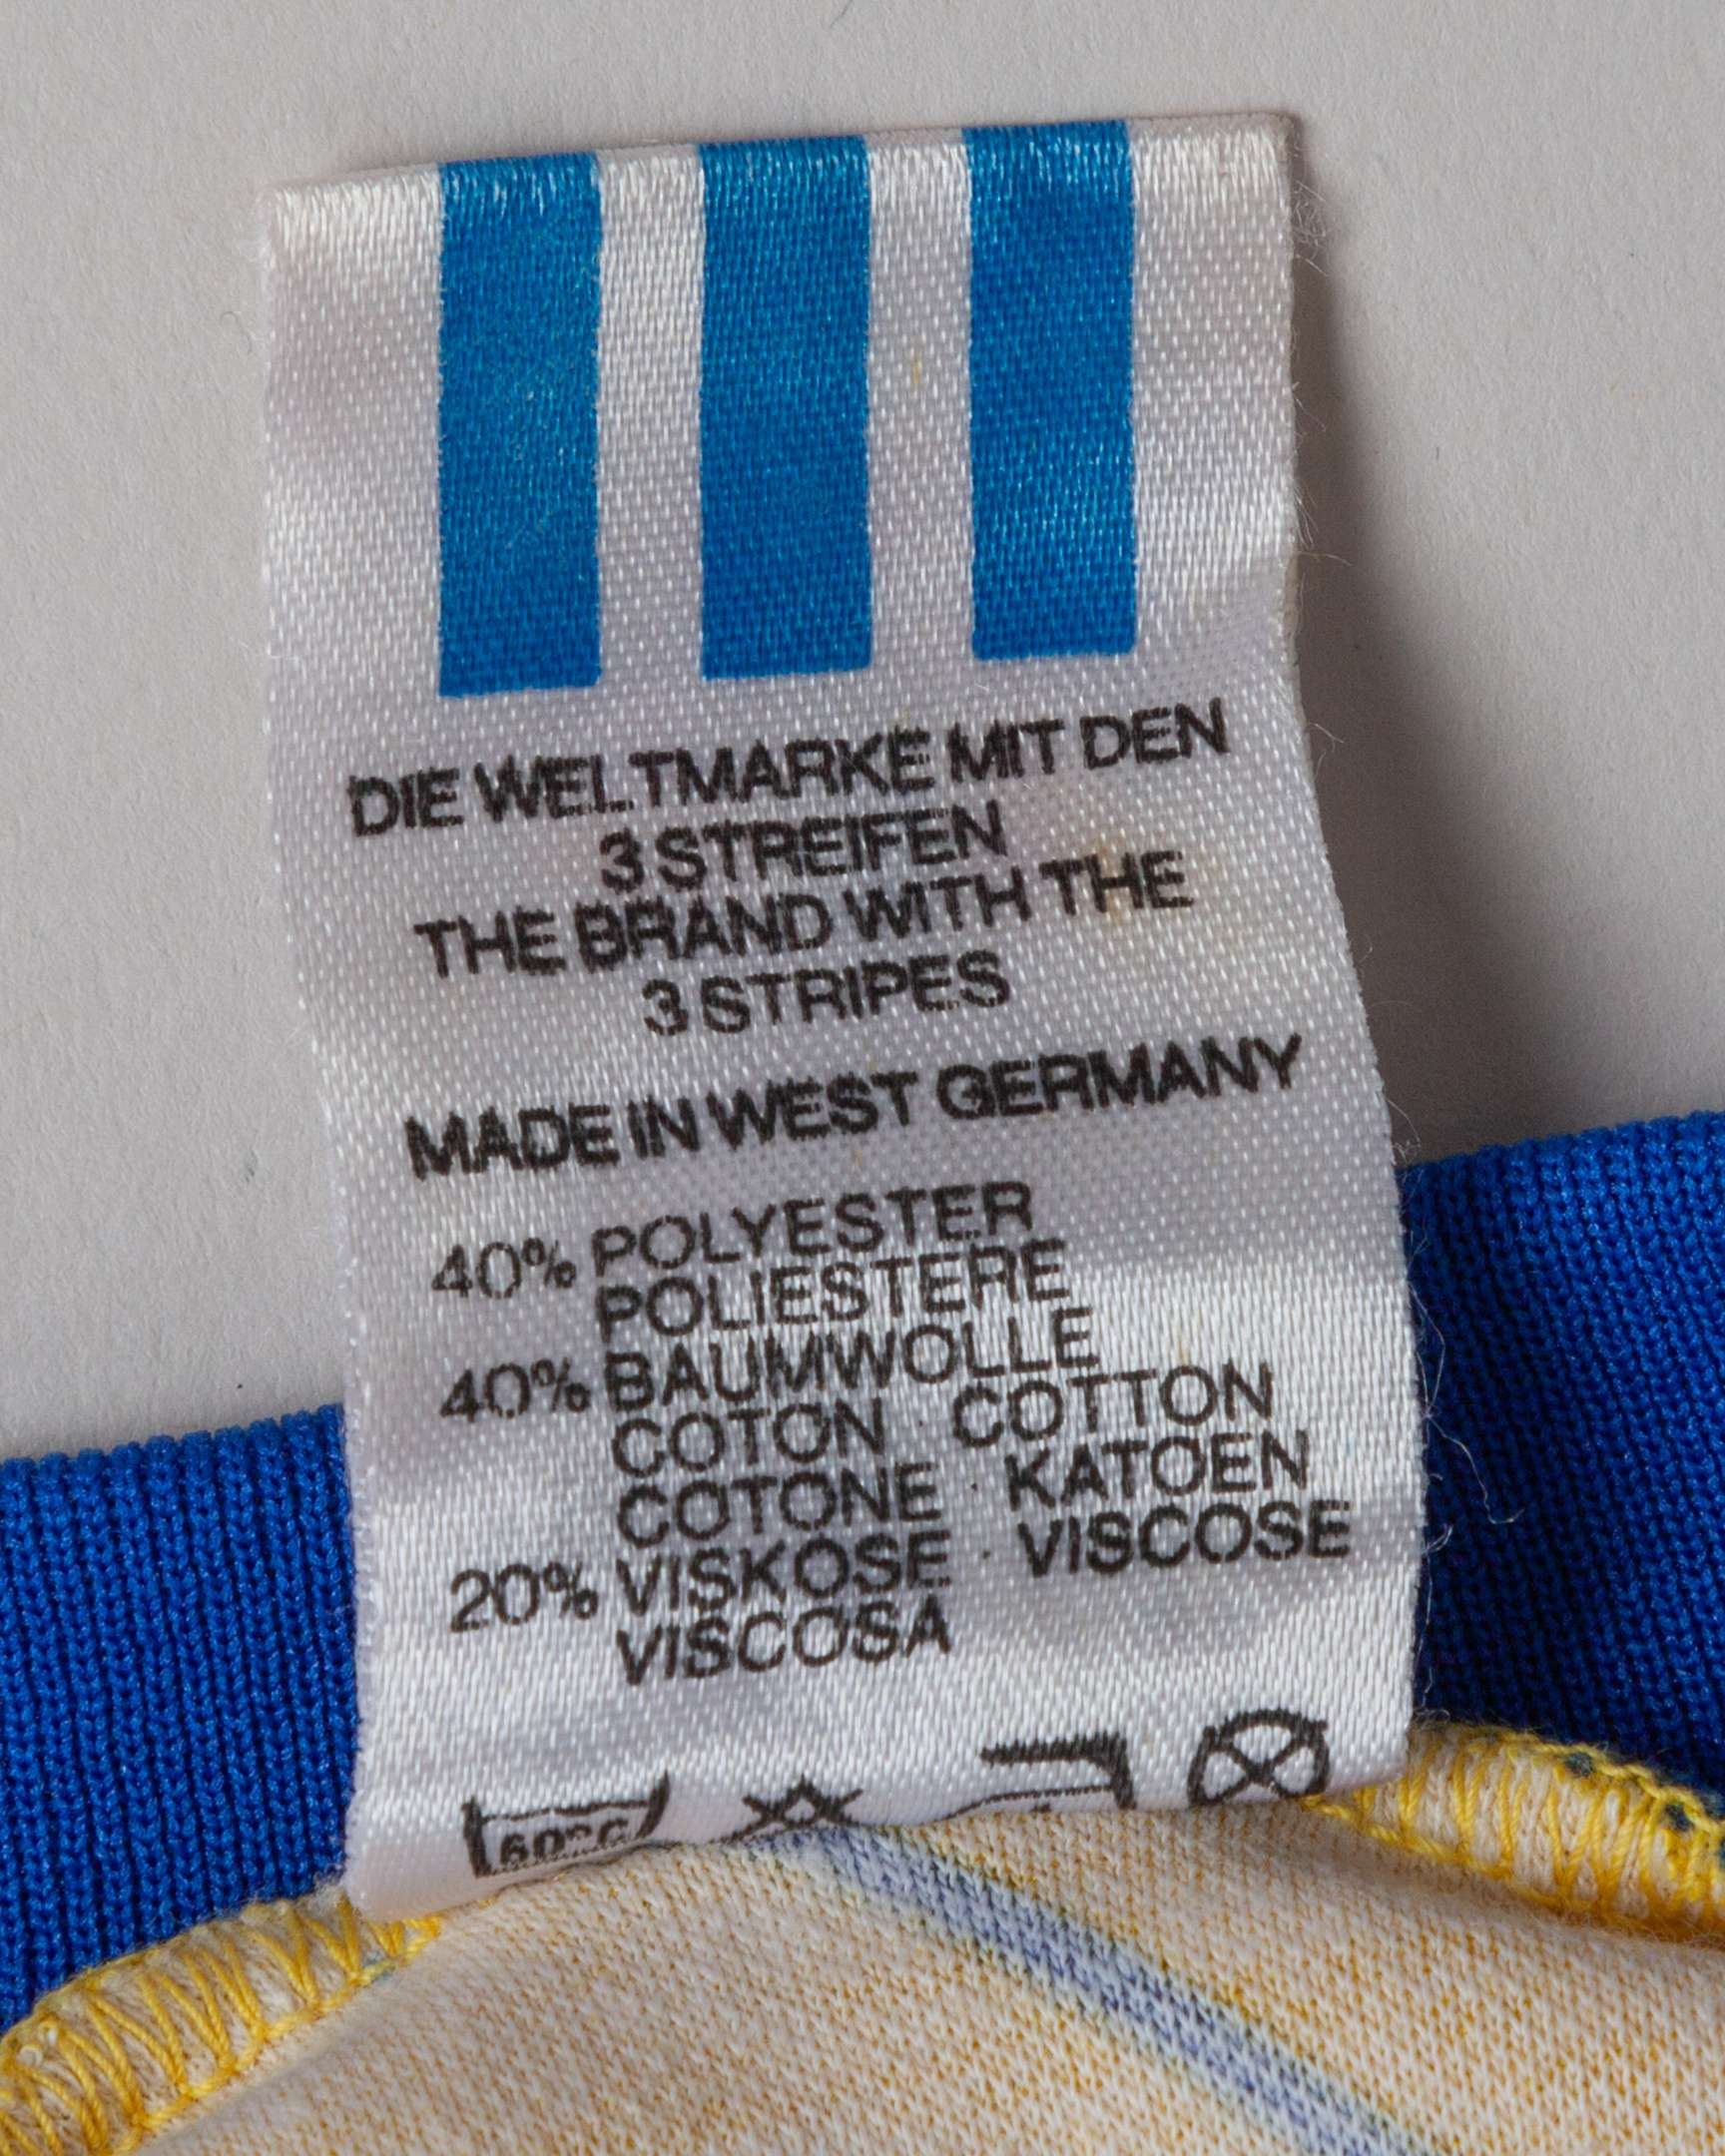 DIE WELTMARKE MIT DEN
3 STREIFEN
THE BRAND WITH THE
3 STRIPES
MADE IN WEST GERMANY
40% POLYESTER
POLIESTERE
40% BAUMWOLLE
COTON · COTTON
COTONE · KATOEN
20% VISKOSE · VISCOSE
VISCOSA
60°C